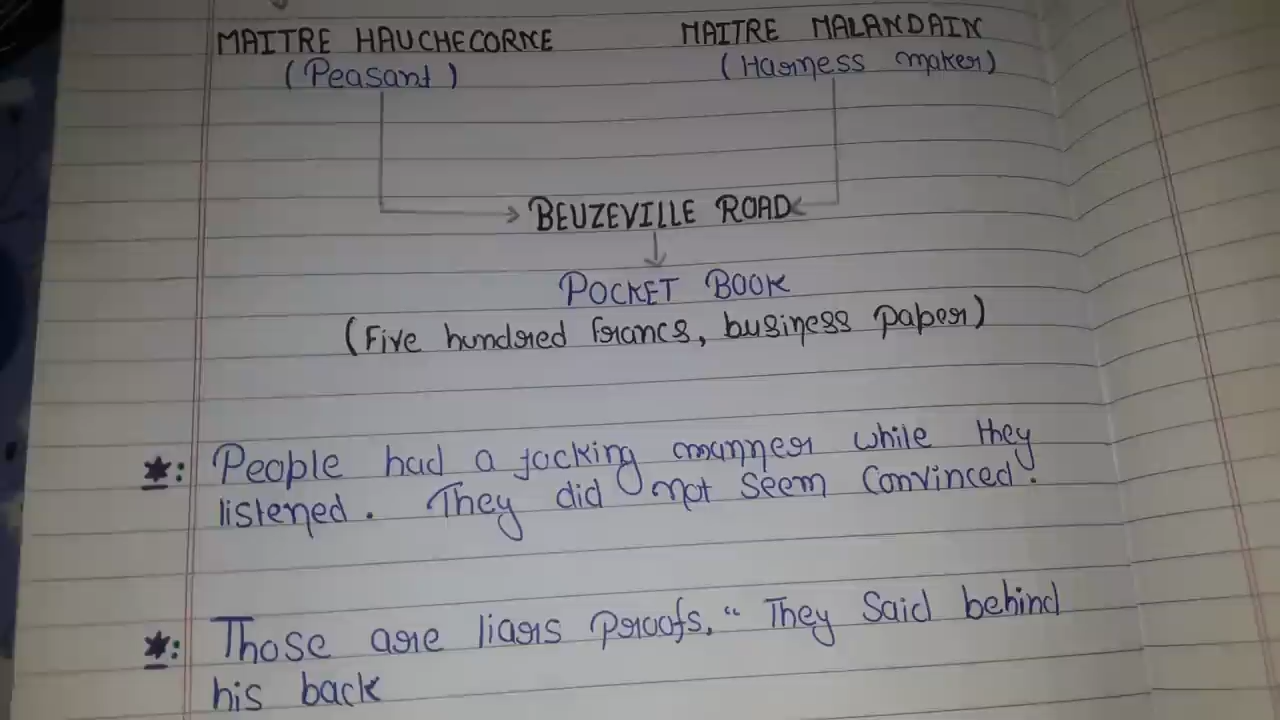 MAITRE HAUCHECORNE MAITRE MALANDAIN
(Peasant) (Harness maker)
BEUZEVILLE ROAD
POCKET BOOK
(Five hundred francs, business paper)
*: People had a jocking manner while they
listened. They did not seem convinced.
*: Those are liars proofs," They said behind
his back